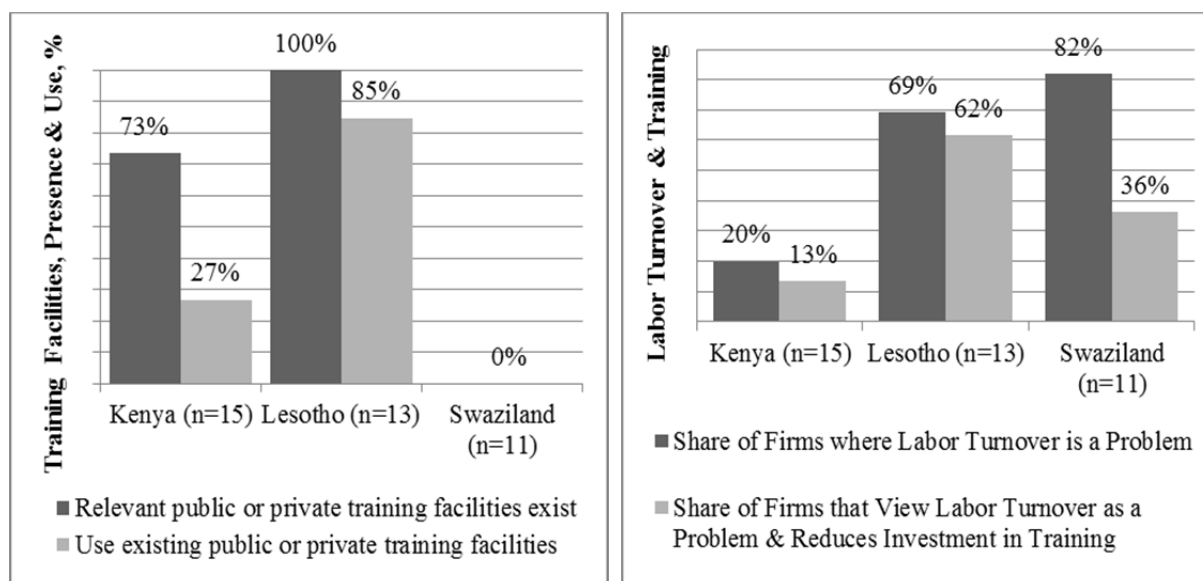 Training Facilities, Presence & Use, %
100%
85%
73%
27%
0%
Kenya (n=15)
Lesotho (n=13)
Swaziland
(n=11)
Relevant public or private training facilities exist
Use existing public or private training facilities
Labor Turnover & Training
82%
69%
62%
36%
20%
13%
Kenya (n=15)
Lesotho (n=13)
Swaziland
(n=11)
Share of Firms where Labor Turnover is a Problem
Share of Firms that View Labor Turnover as a
Problem & Reduces Investment in Training